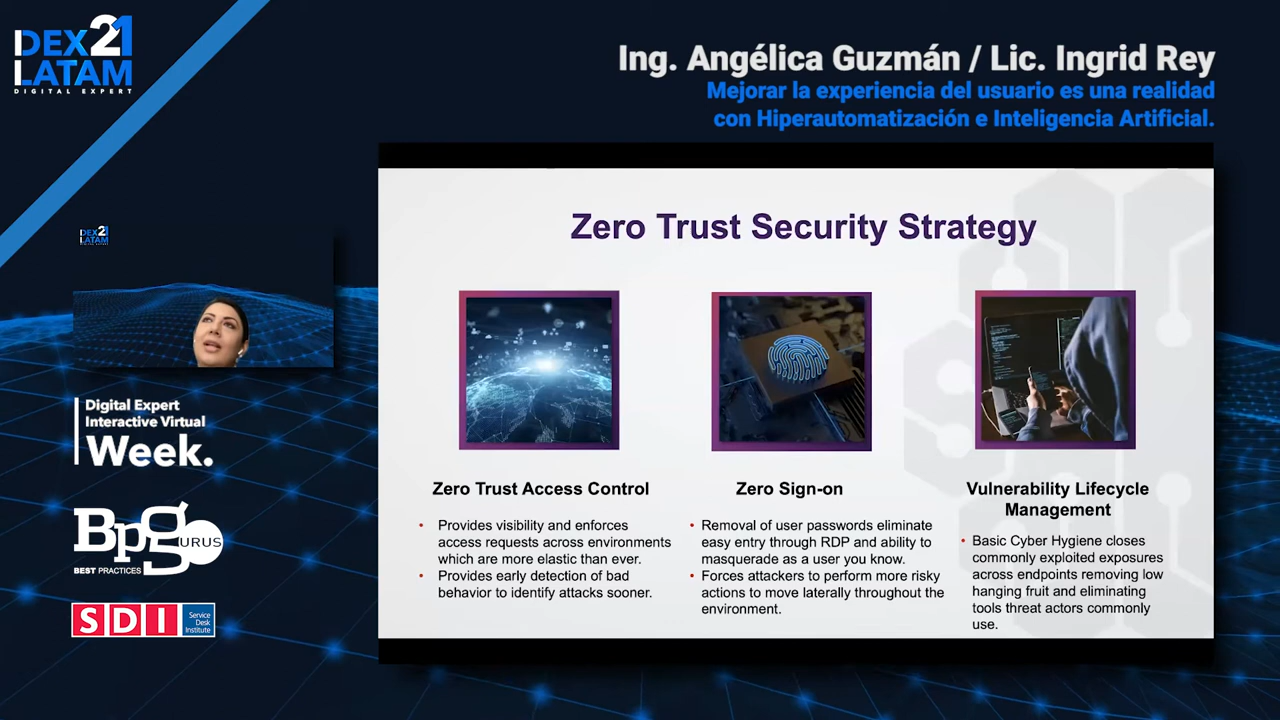 DEX21
LATAM
DIGITAL EXPERT
Ing. Angélica Guzmán / Lic. Ingrid Rey
Mejorar la experiencia del usuario es una realidad
con Hiperautomatización e Inteligencia Artificial.
DEX21
LATAM
DIGITAL EXPERT
Digital Expert
Interactive Virtual
Week.
BpgURUS
BEST PRACTICES
SDI
Service
Desk
Institute
Zero Trust Security Strategy
Zero Trust Access Control
• Provides visibility and enforces
access requests across environments
which are more elastic than ever.
• Provides early detection of bad
behavior to identify attacks sooner.
Zero Sign-on
• Removal of user passwords eliminate
easy entry through RDP and ability to
masquerade as a user you know.
• Forces attackers to perform more risky
actions to move laterally throughout the
environment.
Vulnerability Lifecycle
Management
• Basic Cyber Hygiene closes
commonly exploited exposures
across endpoints removing low
hanging fruit and eliminating
tools threat actors commonly
use.